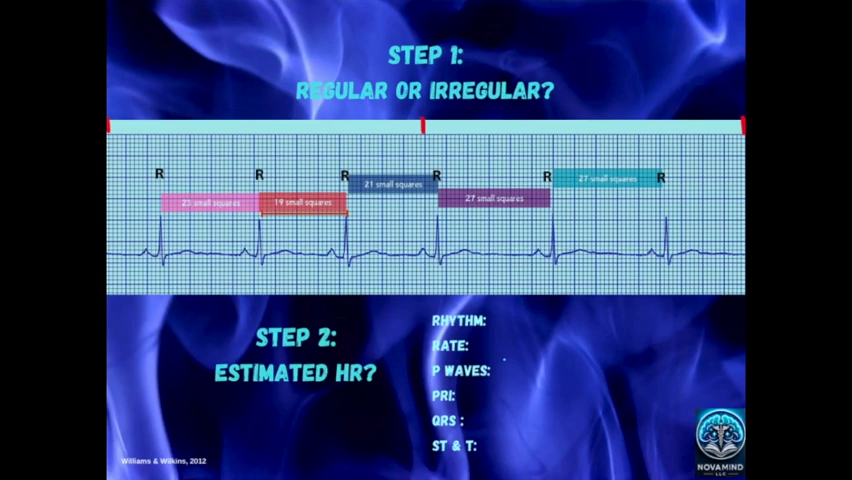 STEP 1:
REGULAR OR IRREGULAR?
R R R R R R
23 small squares
19 small squares
21 small squares
27 small squares
27 small squares
STEP 2:
ESTIMATED HR?
RHYTHM:
RATE:
P WAVES:
PRI:
QRS :
ST & T:
Williams & Wilkins, 2012
NOVAMIND
LLC